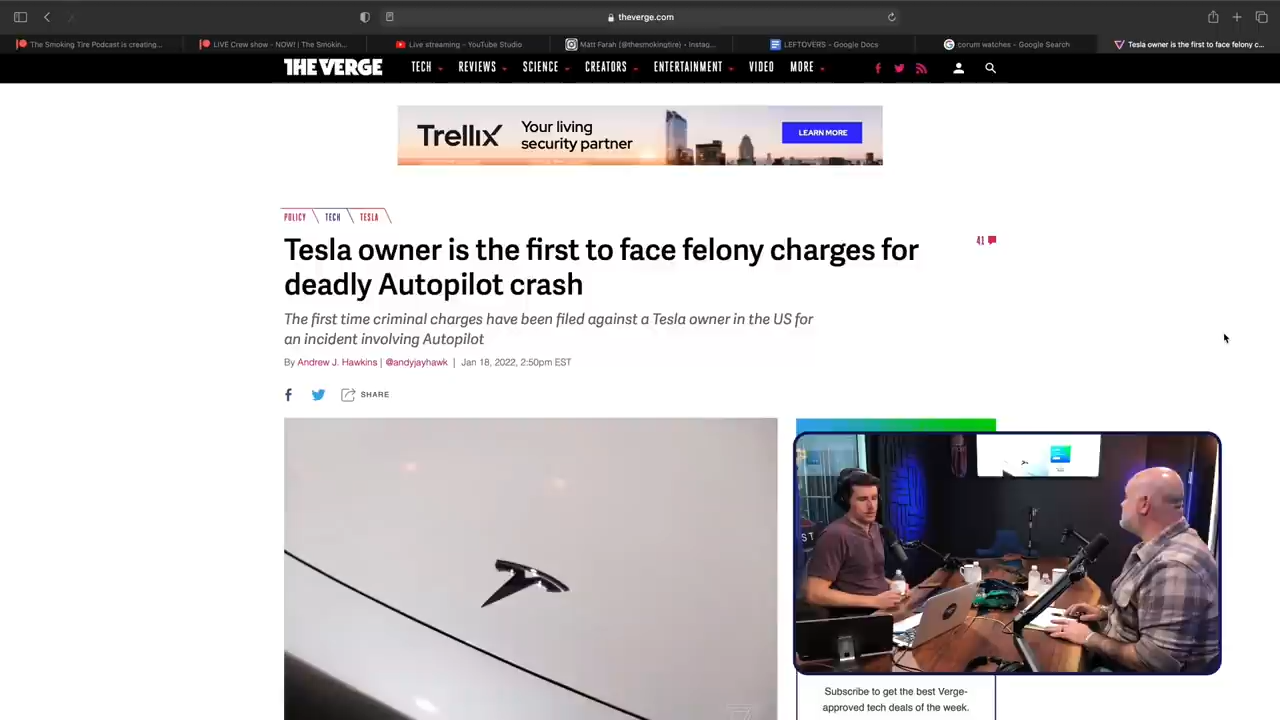 theverge.com
The Smoking Tire Podcast is creating...
LIVE Crew show - NOW! | The Smokin...
Live streaming - YouTube Studio
Matt Farah (@thesmokingtire) • Instag...
LEFTOVERS - Google Docs
corum watches - Google Search
Tesla owner is the first to face felony c...
THE VERGE
TECH
REVIEWS
SCIENCE
CREATORS
ENTERTAINMENT
VIDEO
MORE
Trellix
Your living
security partner
LEARN MORE
POLICY
TECH
TESLA
Tesla owner is the first to face felony charges for
deadly Autopilot crash
41
The first time criminal charges have been filed against a Tesla owner in the US for
an incident involving Autopilot
By Andrew J. Hawkins | @andyjayhawk | Jan 18, 2022, 2:50pm EST
SHARE
Subscribe to get the best Verge-
approved tech deals of the week.